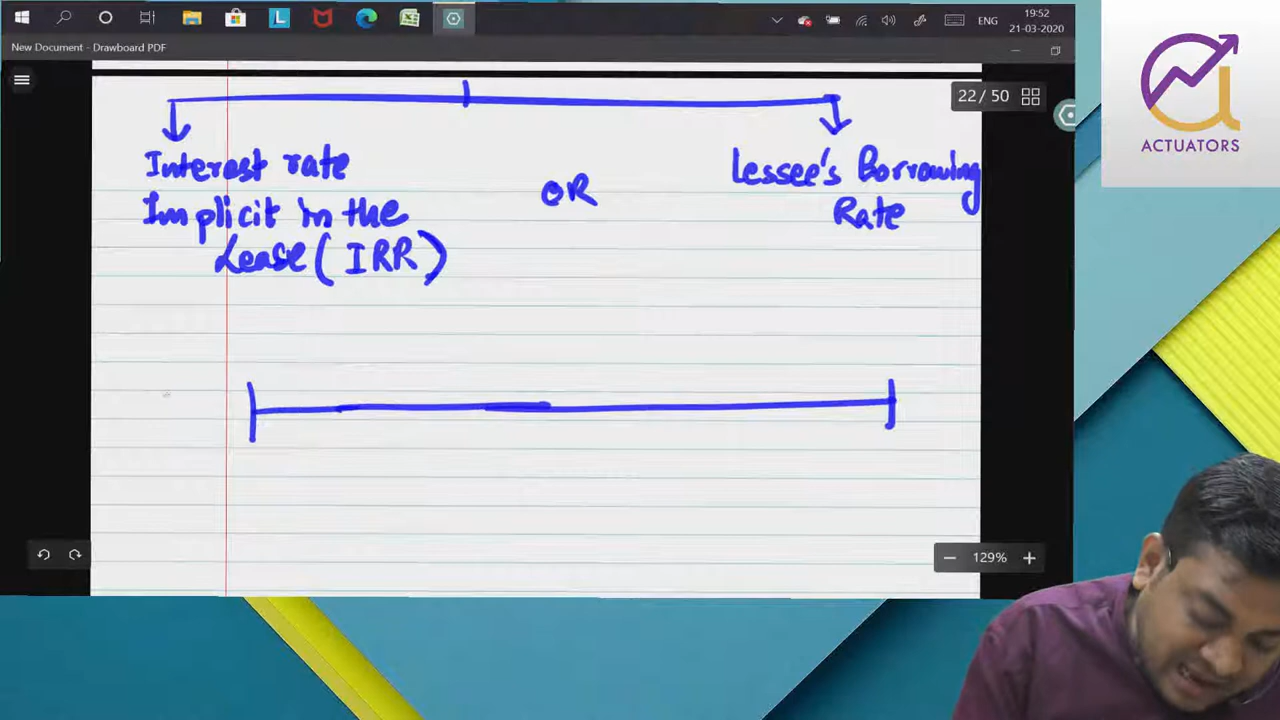 19:52
ENG
21-03-2020
New Document - Drawboard PDF
22 / 50
ACTUATORS
Interest rate
Implicit in the
Lease (IRR)
OR
Lessee's Borrowing
Rate
129%